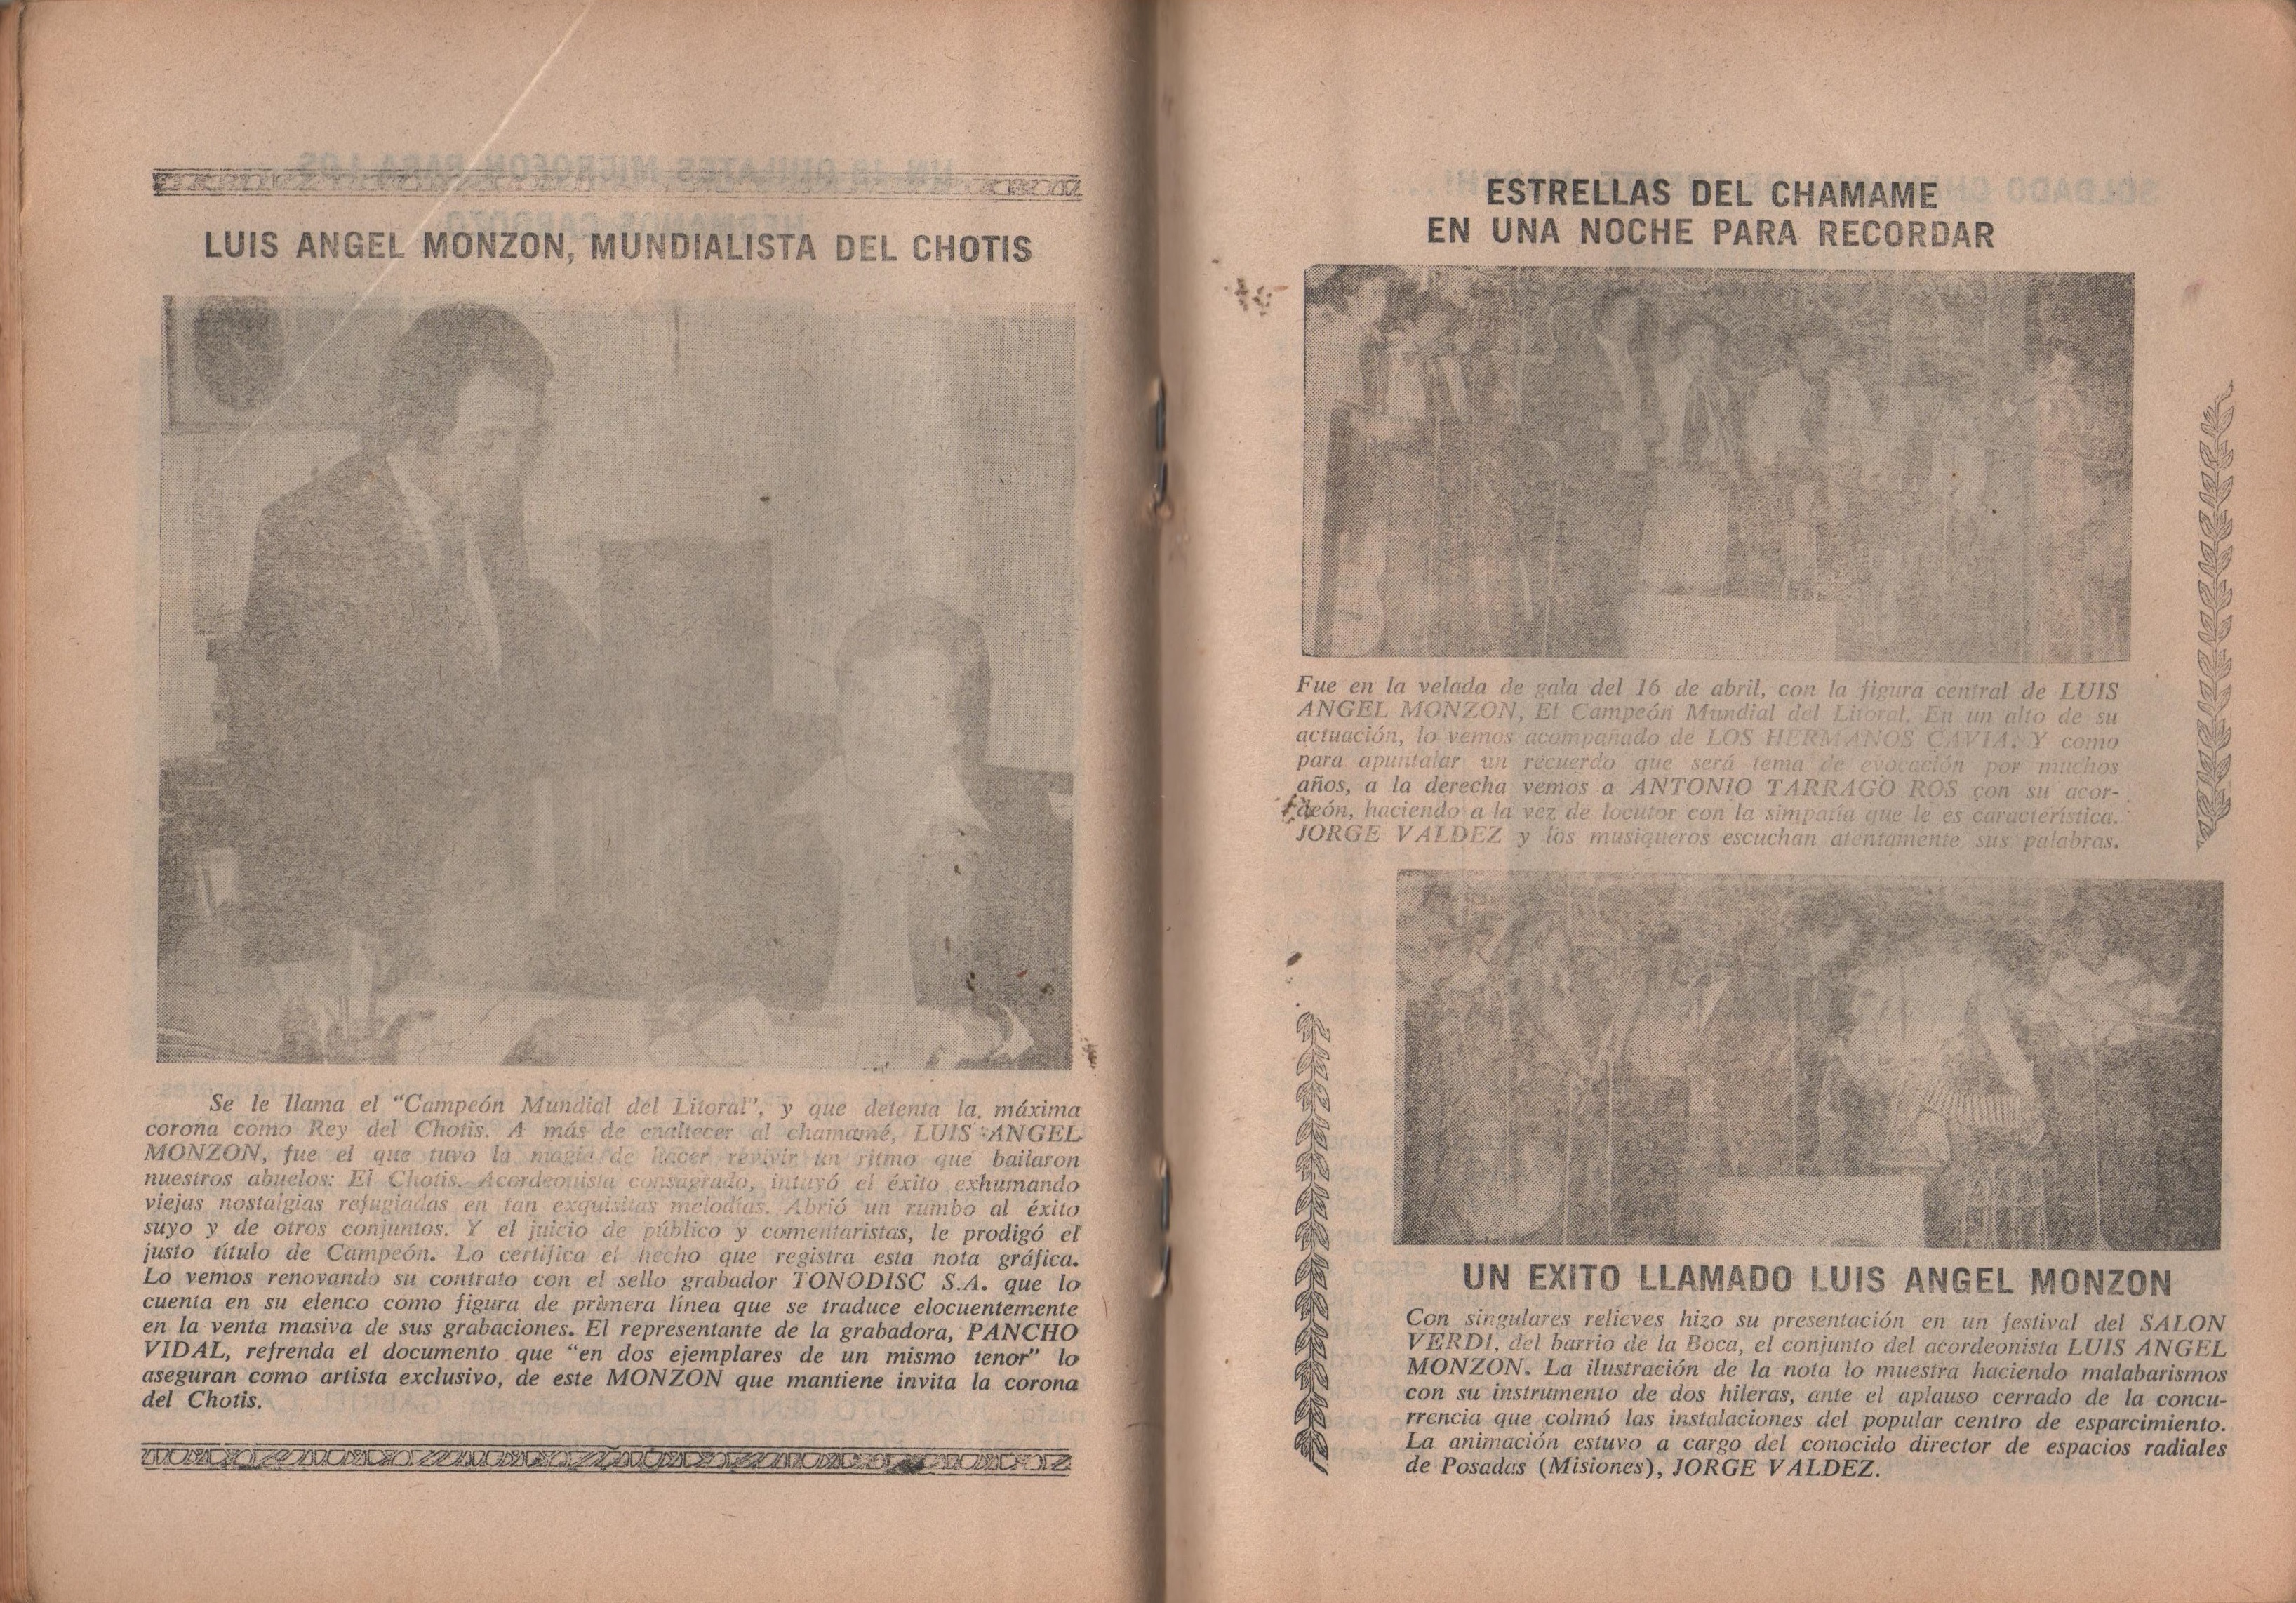 LUIS ANGEL MONZON, MUNDIALISTA DEL CHOTIS
Se le llama el “Campeón Mundial del Litoral”, y que detenta la máxima
corona como Rey del Chotis. A más de enaltecer al chamamé, LUIS ANGEL
MONZON, fue el que tuvo la magia de hacer revivir un ritmo que bailaron
nuestros abuelos: El Chotis. Acordeonista consagrado, intuyó el éxito exhumando
viejas nostalgias refugiadas en tan exquisitas melodías. Abrió un rumbo al éxito
suyo y de otros conjuntos. Y el juicio de público y comentaristas, le prodigó el
justo título de Campeón. Lo certifica el hecho que registra esta nota gráfica.
Lo vemos renovando su contrato con el sello grabador TONODISC S.A. que lo
cuenta en su elenco como figura de primera línea que se traduce elocuentemente
en la venta masiva de sus grabaciones. El representante de la grabadora, PANCHO
VIDAL, refrenda el documento que “en dos ejemplares de un mismo tenor” lo
aseguran como artista exclusivo, de este MONZON que mantiene invita la corona
del Chotis.
ESTRELLAS DEL CHAMAME
EN UNA NOCHE PARA RECORDAR
Fue en la velada de gala del 16 de abril, con la figura central de LUIS
ANGEL MONZON, El Campeón Mundial del Litoral. En un alto de su
actuación, lo vemos acompañado de LOS HERMANOS CAVIA. Y como
para apuntalar un recuerdo que será tema de evocación por muchos
años, a la derecha vemos a ANTONIO TARRAGO ROS con su acor-
deón, haciendo a la vez de locutor con la simpatía que le es característica.
JORGE VALDEZ y los musiqueros escuchan atentamente sus palabras.
UN EXITO LLAMADO LUIS ANGEL MONZON
Con singulares relieves hizo su presentación en un festival del SALON
VERDI, del barrio de la Boca, el conjunto del acordeonista LUIS ANGEL
MONZON. La ilustración de la nota lo muestra haciendo malabarismos
con su instrumento de dos hileras, ante el aplauso cerrado de la concu-
rrencia que colmó las instalaciones del popular centro de esparcimiento.
La animación estuvo a cargo del conocido director de espacios radiales
de Posadas (Misiones), JORGE VALDEZ.